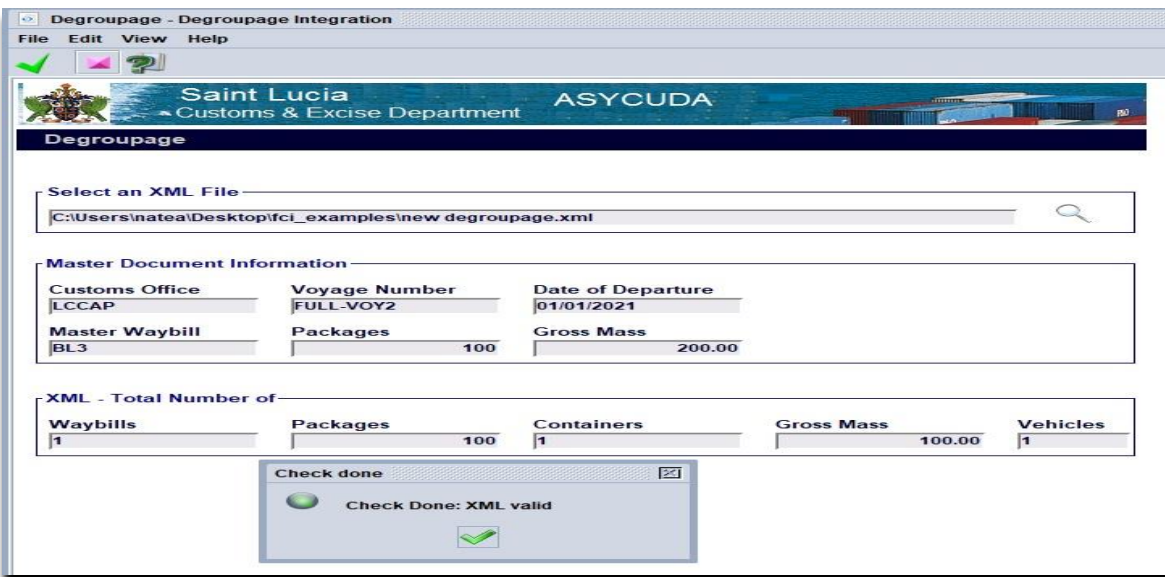 Degroupage - Degroupage Integration
File Edit View Help
Saint Lucia
Customs & Excise Department
ASYCUDA
Degroupage
Select an XML File
C:\Users\natea\Desktop\fci_examples\new degroupage.xml
Master Document Information
Customs Office Voyage Number Date of Departure
LCCAP FULL-VOY2 01/01/2021
Master Waybill Packages Gross Mass
BL3 100 200.00
XML - Total Number of
Waybills Packages Containers Gross Mass Vehicles
1 100 1 100.00 1
Check done
Check Done: XML valid